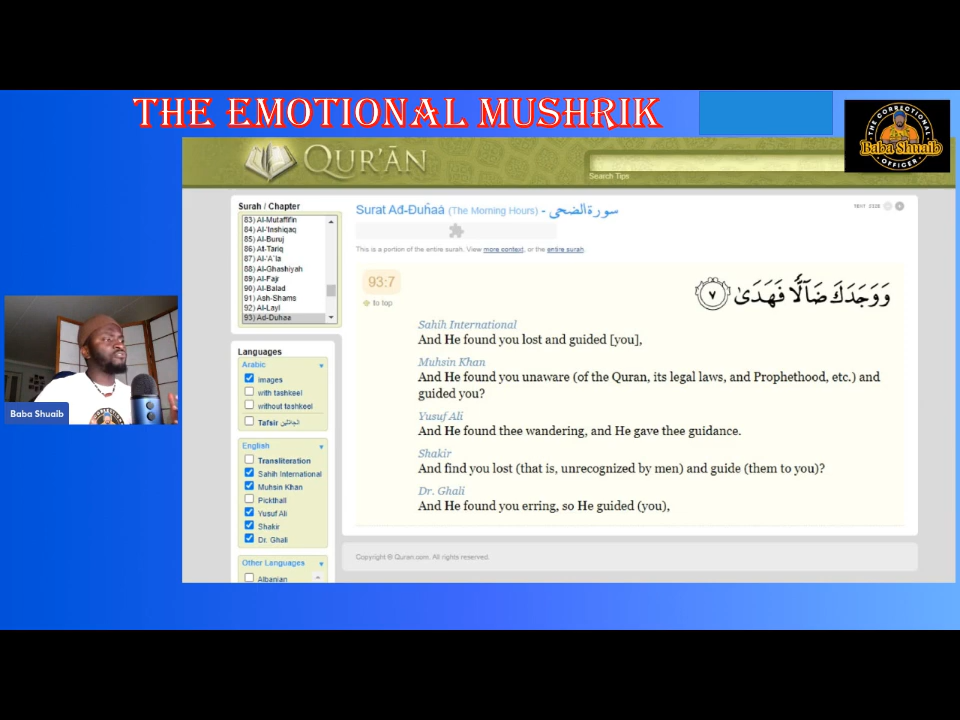 THE EMOTIONAL MUSHRIK
THE CORRECTIONAL
Baba Shuaib
OFFICER
QUR'ĀN
Search Tips
Surah / Chapter
83) Al-Mutaffifin
84) Al-'Inshiqaq
85) Al-Buruj
86) At-Tariq
87) Al-'A`la
88) Al-Ghashiyah
89) Al-Fajr
90) Al-Balad
91) Ash-Shams
92) Al-Layl
93) Ad-Duhaa
Surat Ađ-Đuĥaá (The Morning Hours) - سورة الضحى
TEXT SIZE
This is a portion of the entire surah. View more context, or the entire surah.
93:7
to top
وَوَجَدَكَ ضَآلًّا فَهَدَىٰ ٧
Sahih International
And He found you lost and guided [you],
Muhsin Khan
And He found you unaware (of the Quran, its legal laws, and Prophethood, etc.) and
guided you?
Yusuf Ali
And He found thee wandering, and He gave thee guidance.
Shakir
And find you lost (that is, unrecognized by men) and guide (them to you)?
Dr. Ghali
And He found you erring, so He guided (you),
Languages
Arabic
images
with tashkeel
without tashkeel
Tafsir الجلالين
English
Transliteration
Sahih International
Muhsin Khan
Pickthall
Yusuf Ali
Shakir
Dr. Ghali
Other Languages
Albanian
Copyright © Quran.com. All rights reserved.
Baba Shuaib